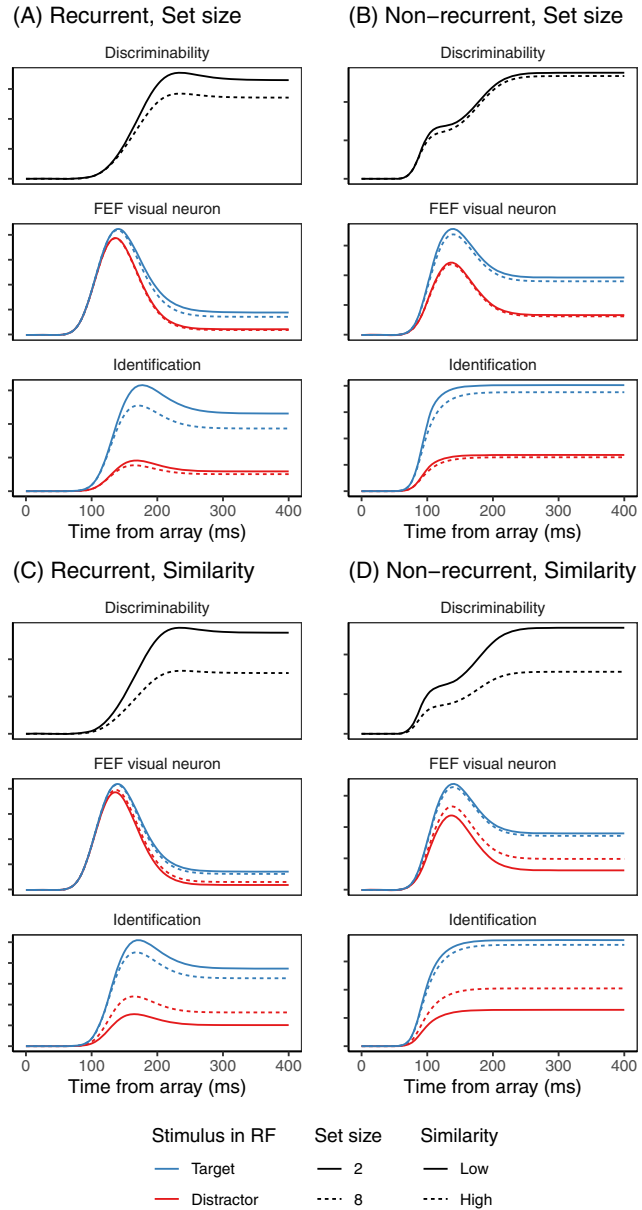 (A) Recurrent, Set size
Discriminability
FEF visual neuron
Identification
0 100 200 300 400
Time from array (ms)
(B) Non−recurrent, Set size
Discriminability
FEF visual neuron
Identification
0 100 200 300 400
Time from array (ms)
(C) Recurrent, Similarity
Discriminability
FEF visual neuron
Identification
0 100 200 300 400
Time from array (ms)
(D) Non−recurrent, Similarity
Discriminability
FEF visual neuron
Identification
0 100 200 300 400
Time from array (ms)
Stimulus in RF
Target
Distractor
Set size
2
8
Similarity
Low
High